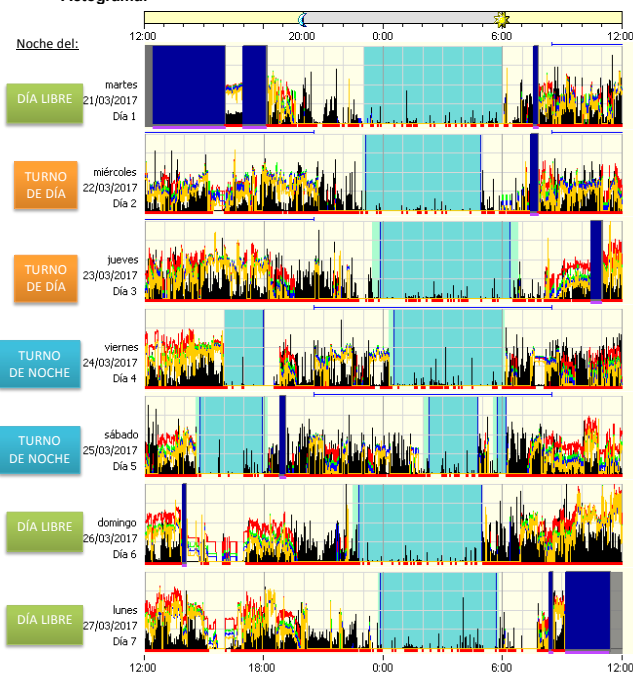 12:00 20:00 0:00 6:00 12:00
Noche del:
DÍA LIBRE
martes
21/03/2017
Día 1
TURNO
DE DÍA
miércoles
22/03/2017
Día 2
TURNO
DE DÍA
jueves
23/03/2017
Día 3
TURNO
DE NOCHE
viernes
24/03/2017
Día 4
TURNO
DE NOCHE
sábado
25/03/2017
Día 5
DÍA LIBRE
domingo
26/03/2017
Día 6
DÍA LIBRE
lunes
27/03/2017
Día 7
12:00 18:00 0:00 6:00 12:00